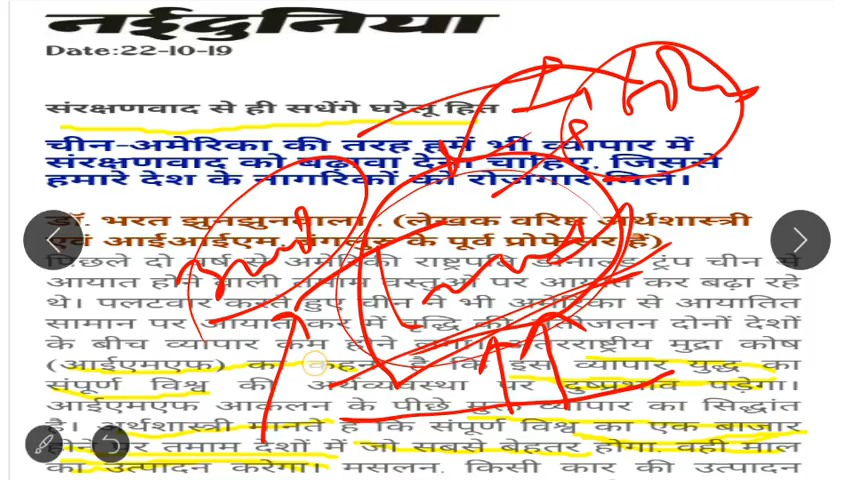 नईदुनिया
Date:22-10-19
संरक्षणवाद से ही सधेंगे घरेलू हित
चीन-अमेरिका की तरह हमें भी व्यापार में
संरक्षणवाद को बढ़ावा देना चाहिए, जिससे
हमारे देश के नागरिकों को रोजगार मिले।
डॉ. भरत झुनझुनवाला , (लेखक वरिष्ठ अर्थशास्त्री
एवं आईआईएम, बेंगलुरु के पूर्व प्रोफेसर हैं)
पिछले दो वर्ष से अमेरिकी राष्ट्रपति डोनाल्ड ट्रंप चीन से
आयात होने वाली तमाम वस्तुओं पर आयात कर बढ़ा रहे
थे। पलटवार करते हुए चीन ने भी अमेरिका से आयातित
सामान पर आयात कर में वृद्धि की।
के बीच व्यापार कम होने लगा।
(आईएमएफ) का कहना है कि इस व्यापार युद्ध का
संपूर्ण विश्व की अर्थव्यवस्था पर दुष्प्रभाव पड़ेगा।
आईएमएफ आकलन के पीछे मुक्त व्यापार का सिद्धांत
है। अर्थशास्त्री मानते हैं कि संपूर्ण विश्व का एक बाजार
होने पर तमाम देशों में जो सबसे बेहतर होगा, वही माल
का उत्पादन करेगा। मसलन, किसी कार की उत्पादन